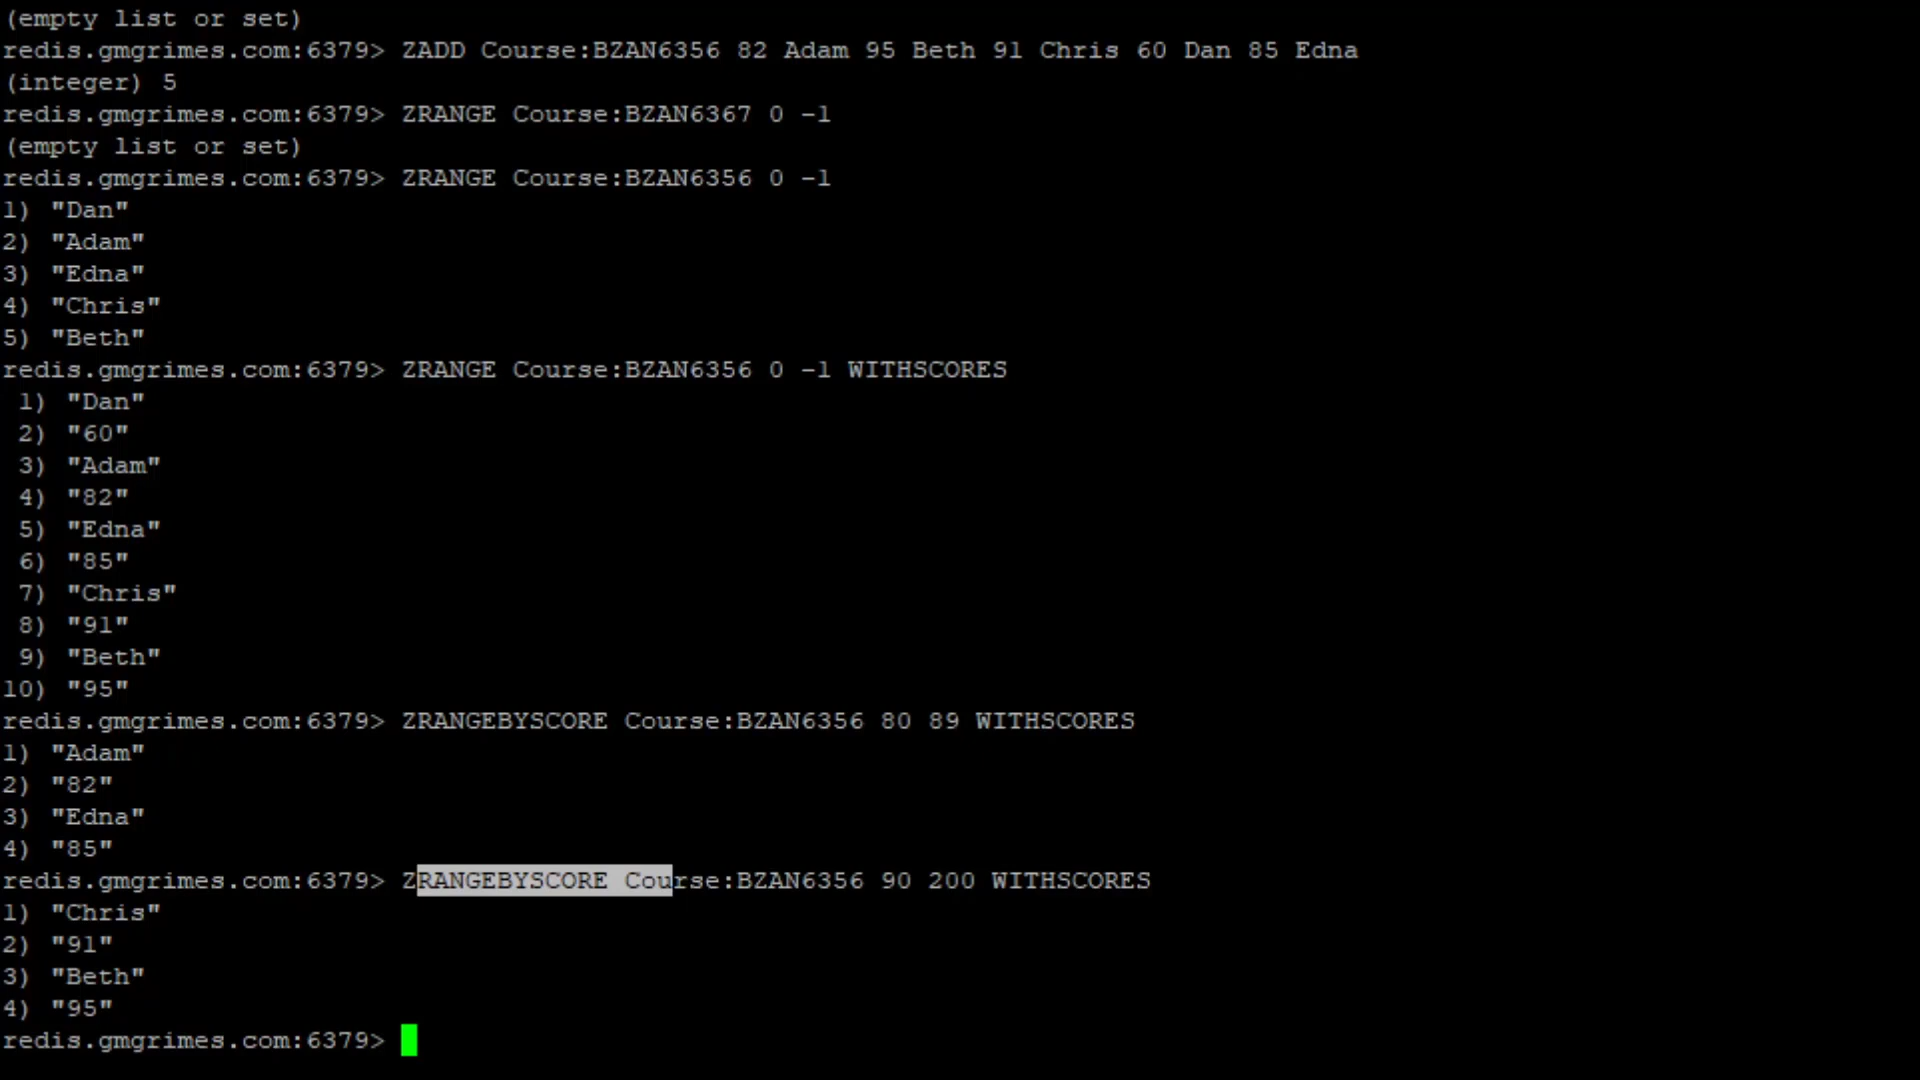 (empty list or set)
redis.gmgrimes.com:6379> ZADD Course:BZAN6356 82 Adam 95 Beth 91 Chris 60 Dan 85 Edna
(integer) 5
redis.gmgrimes.com:6379> ZRANGE Course:BZAN6367 0 -1
(empty list or set)
redis.gmgrimes.com:6379> ZRANGE Course:BZAN6356 0 -1
1) "Dan"
2) "Adam"
3) "Edna"
4) "Chris"
5) "Beth"
redis.gmgrimes.com:6379> ZRANGE Course:BZAN6356 0 -1 WITHSCORES
 1) "Dan"
 2) "60"
 3) "Adam"
 4) "82"
 5) "Edna"
 6) "85"
 7) "Chris"
 8) "91"
 9) "Beth"
10) "95"
redis.gmgrimes.com:6379> ZRANGEBYSCORE Course:BZAN6356 80 89 WITHSCORES
1) "Adam"
2) "82"
3) "Edna"
4) "85"
redis.gmgrimes.com:6379> ZRANGEBYSCORE Course:BZAN6356 90 200 WITHSCORES
1) "Chris"
2) "91"
3) "Beth"
4) "95"
redis.gmgrimes.com:6379>